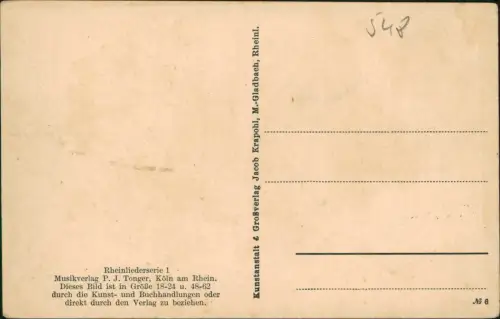 548
Kunstanstalt & Großverlag Jacob Krapohl, M.-Gladbach, Rheinl.
Rheinliederserie 1
Musikverlag P. J. Tonger, Köln am Rhein.
Dieses Bild ist in Größe 18-24 u. 48-62
durch die Kunst- und Buchhandlungen oder
direkt durch den Verlag zu beziehen.
№ 6